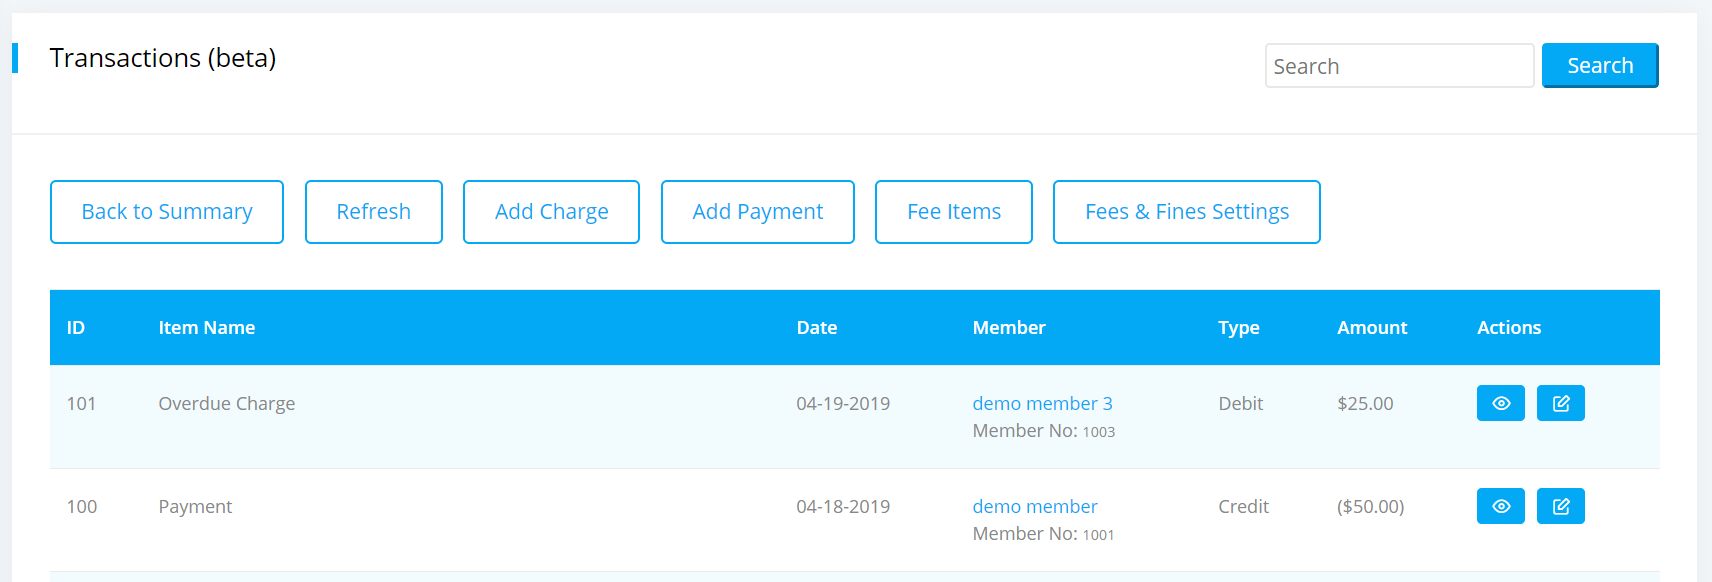 Transactions (beta)
Search Search
Back to Summary Refresh Add Charge Add Payment Fee Items Fees & Fines Settings
ID Item Name Date Member Type Amount Actions
101 Overdue Charge 04-19-2019 demo member 3 Debit $25.00
Member No: 1003
100 Payment 04-18-2019 demo member Credit ($50.00)
Member No: 1001